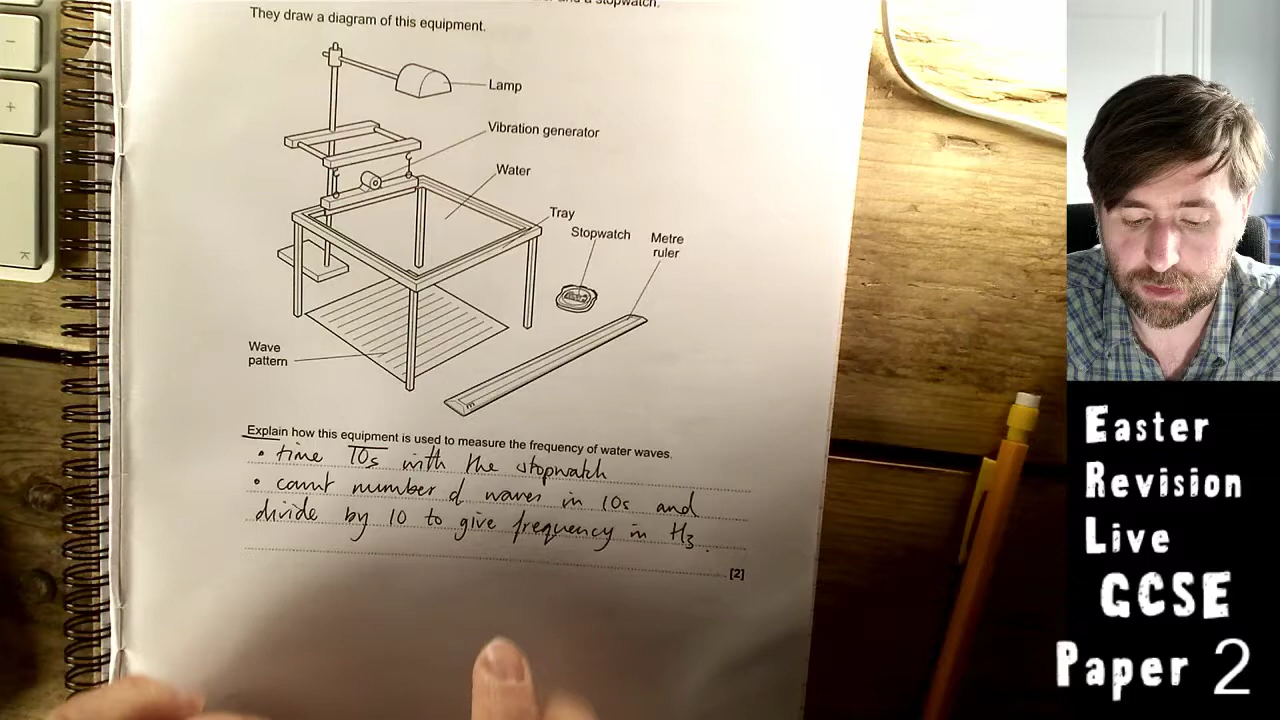 stopwatch.
They draw a diagram of this equipment.
Lamp
Vibration generator
Water
Tray
Stopwatch
Metre
ruler
Wave
pattern
Explain how this equipment is used to measure the frequency of water waves.
• time 10s with the stopwatch
• count number of waves in 10s and
divide by 10 to give frequency in Hz.
[2]
Easter
Revision
Live
GCSE
Paper 2